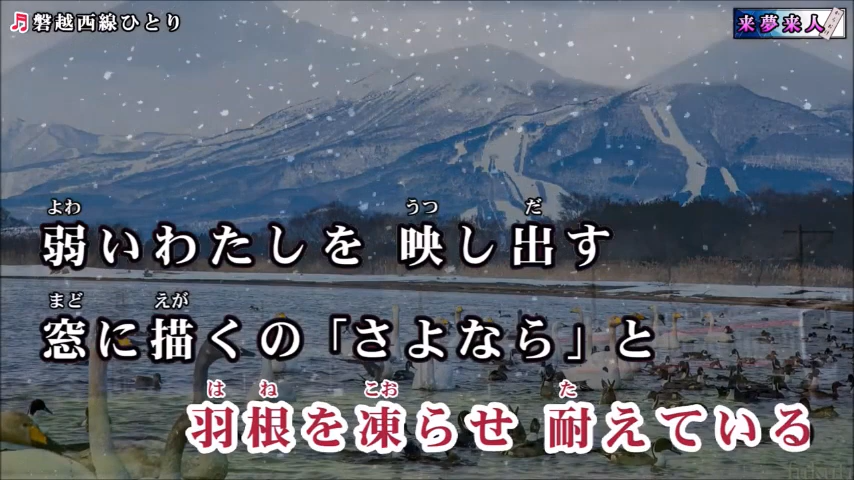 ♬磐越西線ひとり
来夢来人
よわ うつ だ
弱いわたしを 映し出す
まど えが
窓に描くの「さよなら」と
はね こお た
羽根を凍らせ 耐えている